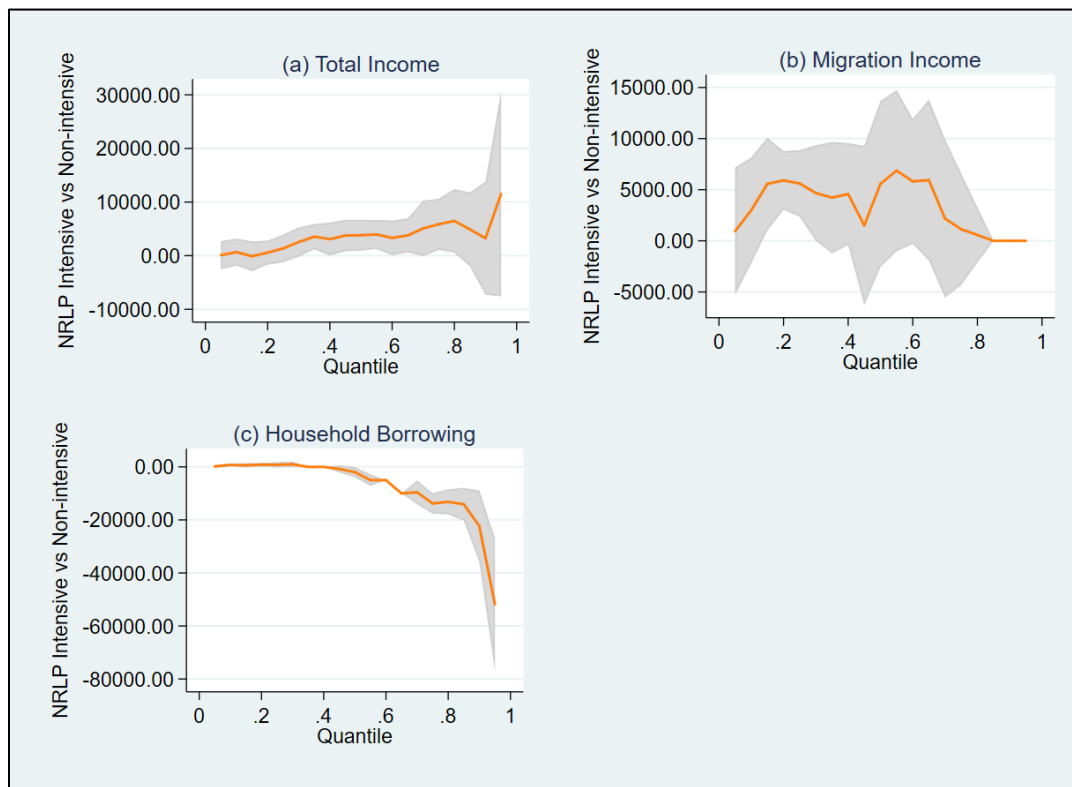 (a) Total Income
NRLP Intensive vs Non-intensive
30000.00
20000.00
10000.00
0.00
-10000.00
0 .2 .4 .6 .8 1
Quantile
(b) Migration Income
NRLP Intensive vs Non-intensive
15000.00
10000.00
5000.00
0.00
-5000.00
0 .2 .4 .6 .8 1
Quantile
(c) Household Borrowing
NRLP Intensive vs Non-intensive
0.00
-20000.00
-40000.00
-60000.00
-80000.00
0 .2 .4 .6 .8 1
Quantile